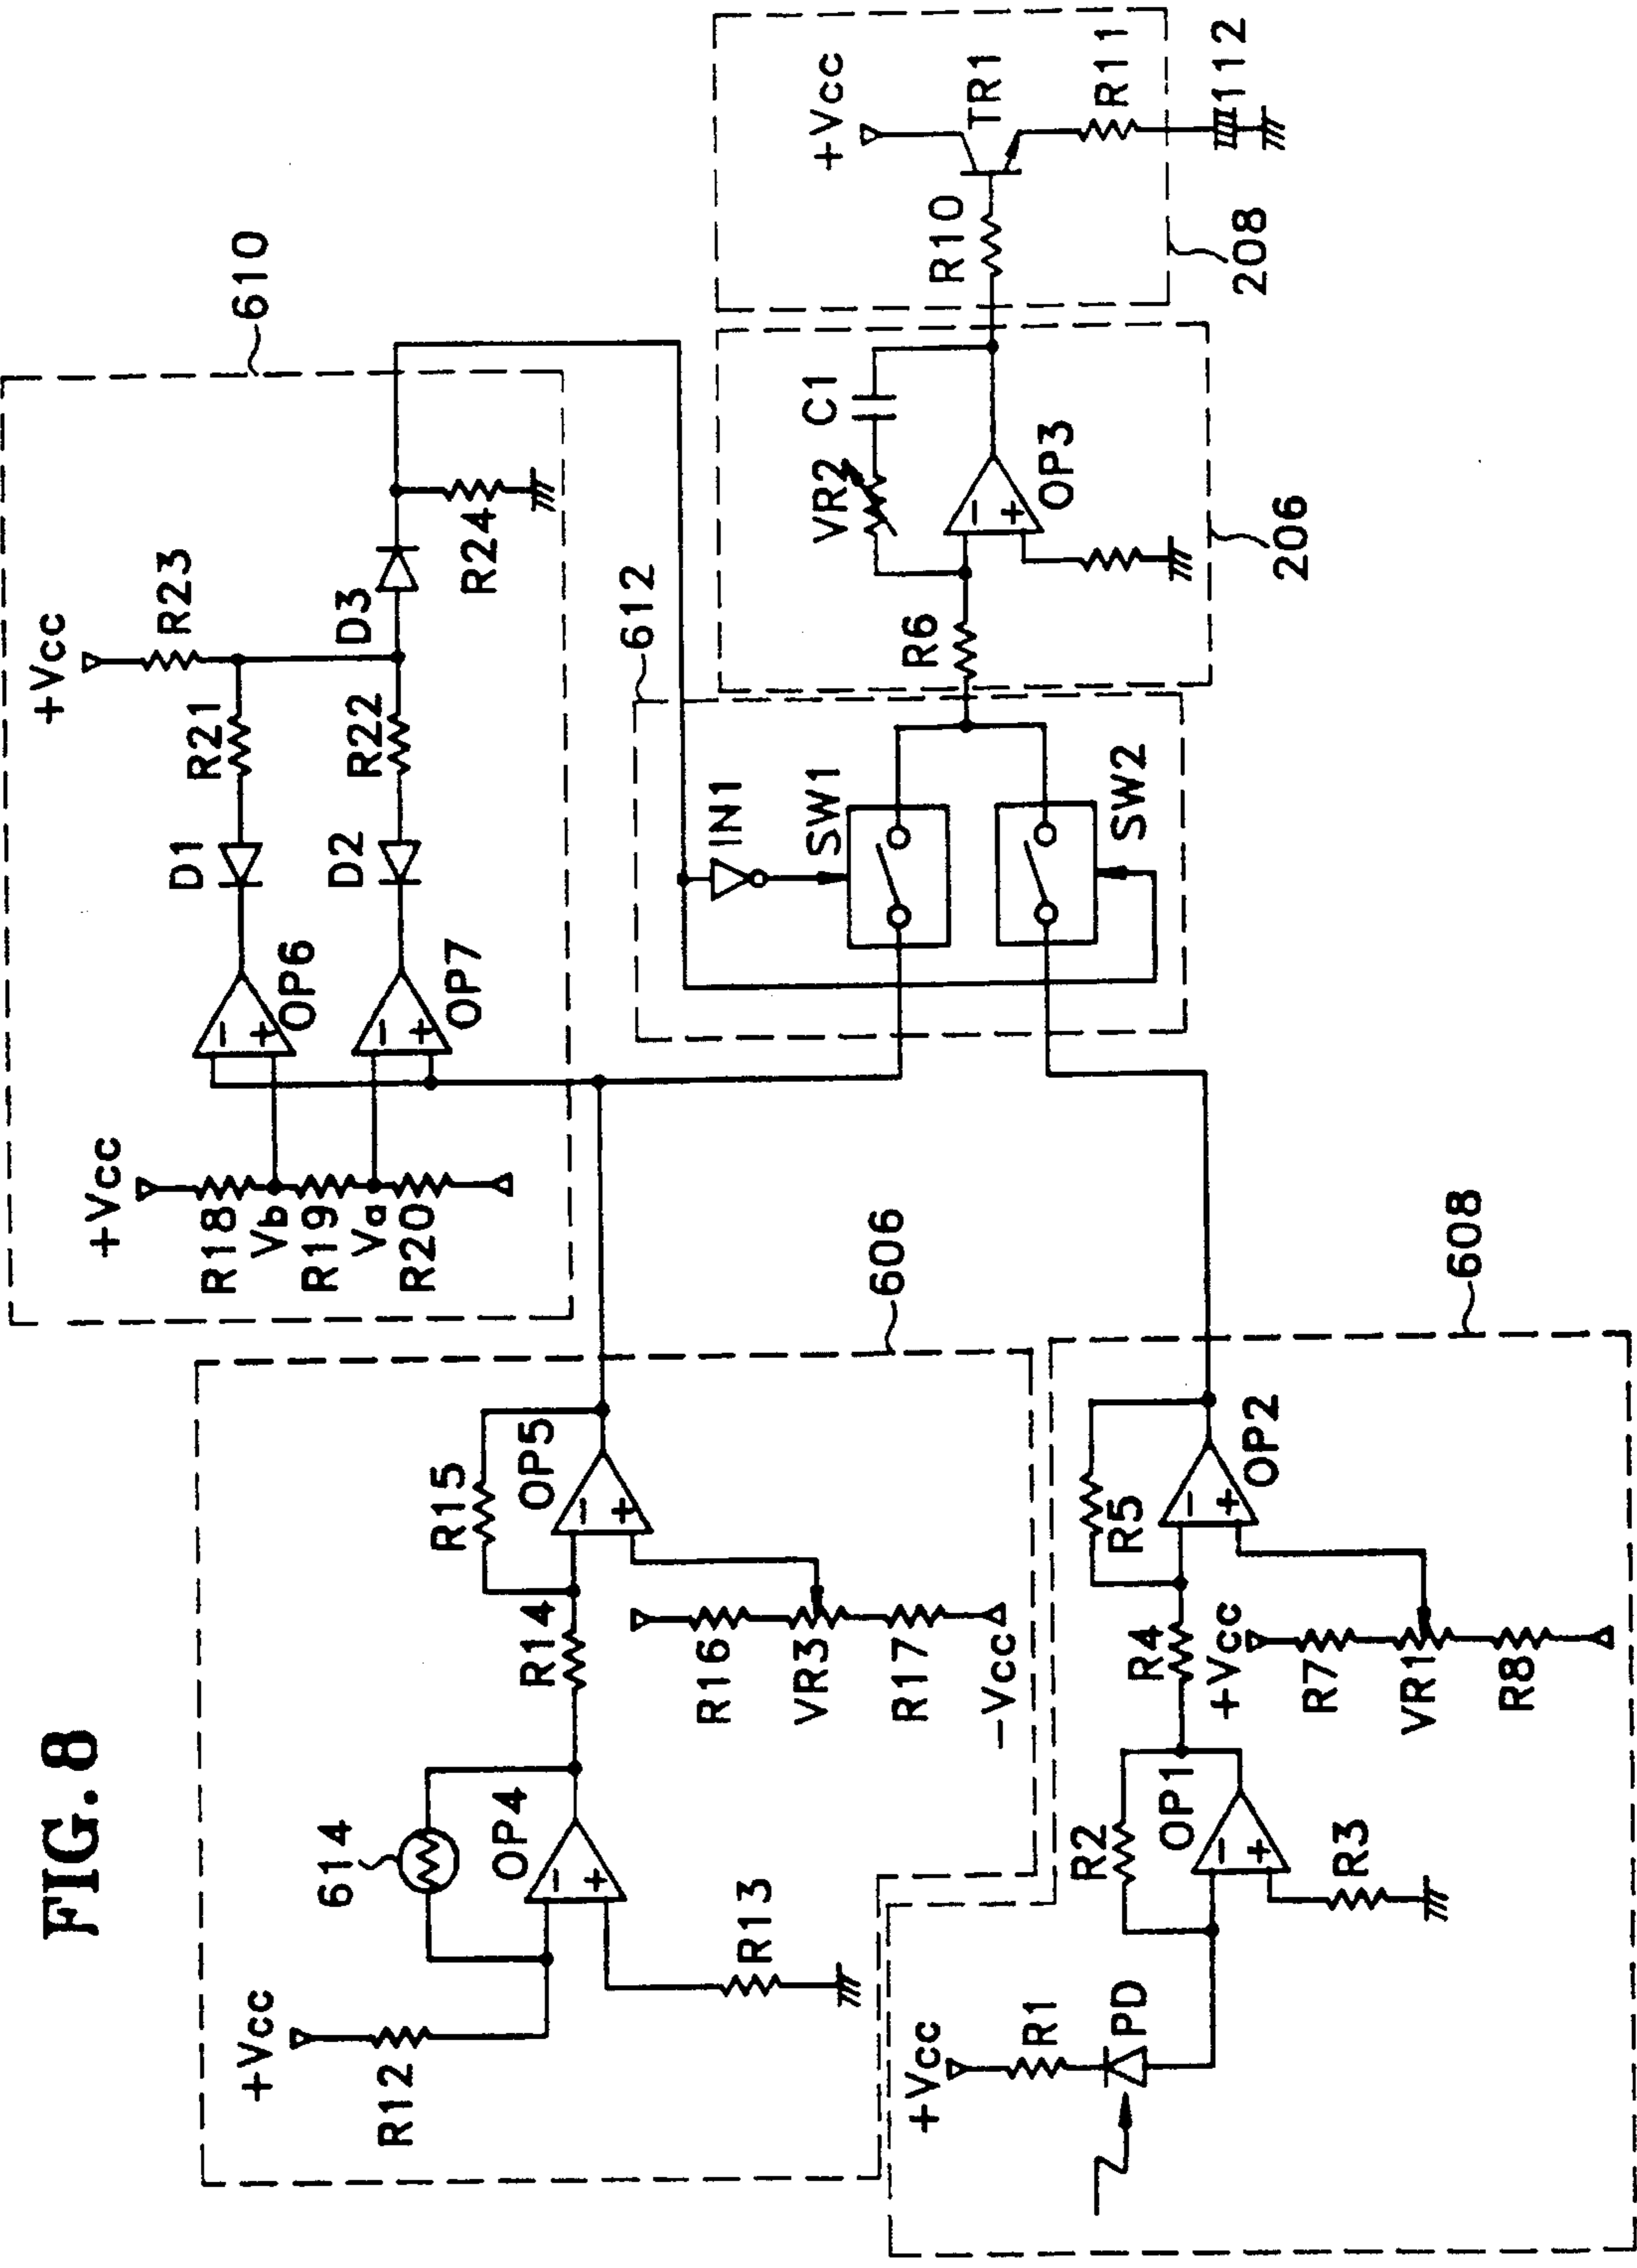 FIG. 8
610
+Vcc
R18
Vb
R19
Va
R20
OP6
OP7
D1
D2
R21
R22
+Vcc
R23
D3
R24
606
+Vcc
R12
614
OP4
R13
R14
R15
OP5
R16
VR3
R17
-Vcc
608
+Vcc
R1
PD
R2
OP1
R3
R4
R5
OP2
+Vcc
R7
VR1
R8
612
IN1
SW1
SW2
206
R6
VR2
C1
OP3
208
R10
+Vcc
TR1
R11
112